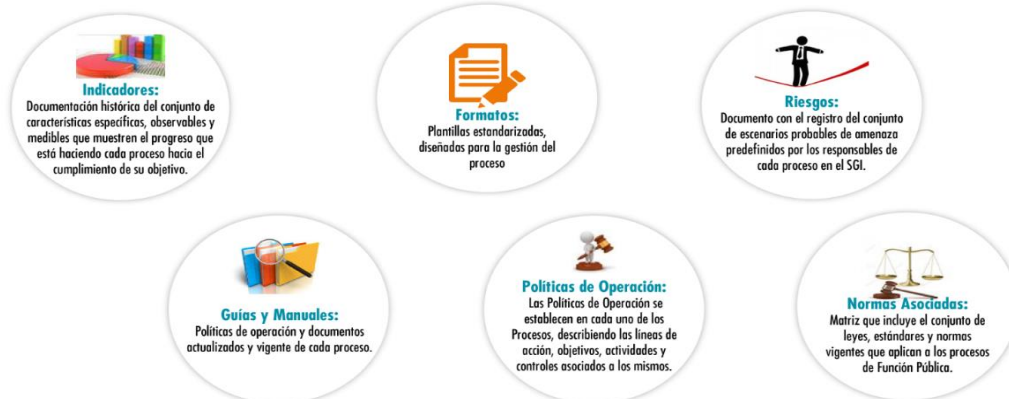 Indicadores:
Documentación histórica del conjunto de
características específicas, observables y
medibles que muestren el progreso que
está haciendo cada proceso hacia el
cumplimiento de su objetivo.
Formatos:
Plantillas estandarizadas,
diseñados para la gestión del
proceso
Riesgos:
Documento con el registro del conjunto
de escenarios probables de amenaza
predefinidos por los responsables de
cada proceso en el SGI.
Guías y Manuales:
Políticas de operación y documentos
actualizados y vigente de cada proceso.
Políticas de Operación:
Las Políticas de Operación se
establecen en cada uno de los
Procesos, describiendo las líneas de
acción, objetivos, actividades y
controles asociados a los mismos.
Normas Asociadas:
Matriz que incluye el conjunto de
leyes, estándares y normas
vigentes que aplican a los procesos
de Función Pública.